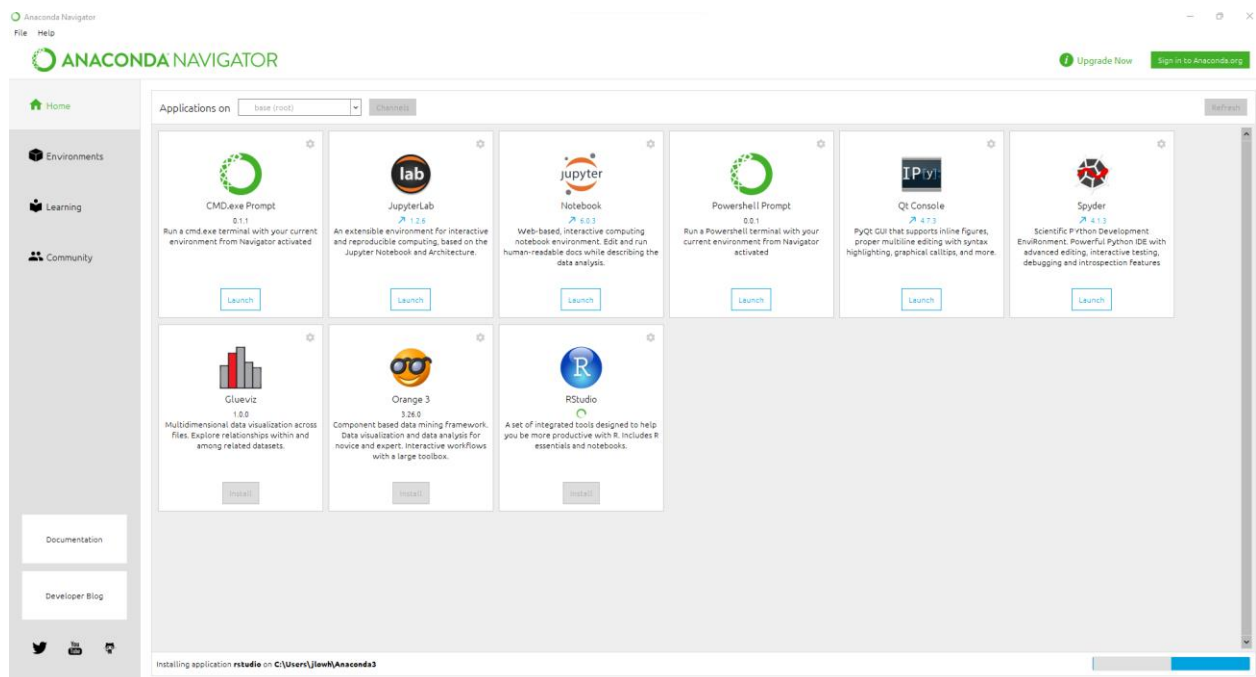 Anaconda Navigator
File Help
ANACONDA NAVIGATOR
Upgrade Now
Sign in to Anaconda.org
Home
Environments
Learning
Community
Applications on
base (root)
Channels
Refresh
CMD.exe Prompt
0.1.1
Run a cmd.exe terminal with your current
environment from Navigator activated
Launch
lab
JupyterLab
1.2.6
An extensible environment for interactive
and reproducible computing, based on the
Jupyter Notebook and Architecture.
Launch
jupyter
Notebook
6.0.3
Web-based, interactive computing
notebook environment. Edit and run
human-readable docs while describing the
data analysis.
Launch
Powershell Prompt
0.0.1
Run a Powershell terminal with your
current environment from Navigator
activated
Launch
IP[y]:
Qt Console
4.7.3
PyQt GUI that supports inline figures,
proper multiline editing with syntax
highlighting, graphical calltips, and more.
Launch
Spyder
4.1.3
Scientific PYthon Development
EnviRonment. Powerful Python IDE with
advanced editing, interactive testing,
debugging and introspection features
Launch
Glueviz
1.0.0
Multidimensional data visualization across
files. Explore relationships within and
among related datasets.
Install
Orange 3
3.26.0
Component based data mining framework.
Data visualization and data analysis for
novice and expert. Interactive workflows
with a large toolbox.
Install
R
RStudio
A set of integrated tools designed to help
you be more productive with R. Includes R
essentials and notebooks.
Install
Documentation
Developer Blog
You
Tube
Installing application rstudio on C:\Users\jlowh\Anaconda3